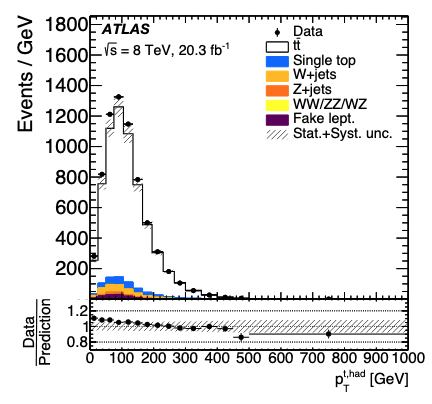 Events / GeV
1800
1600
1400
1200
1000
800
600
400
200
ATLAS
√s = 8 TeV, 20.3 fb⁻¹
Data
tt̄
Single top
W+jets
Z+jets
WW/ZZ/WZ
Fake lept.
Stat.+Syst. unc.
Data
Prediction
1.2
1
0.8
0 100 200 300 400 500 600 700 800 900 1000
p_T^{t,had} [GeV]